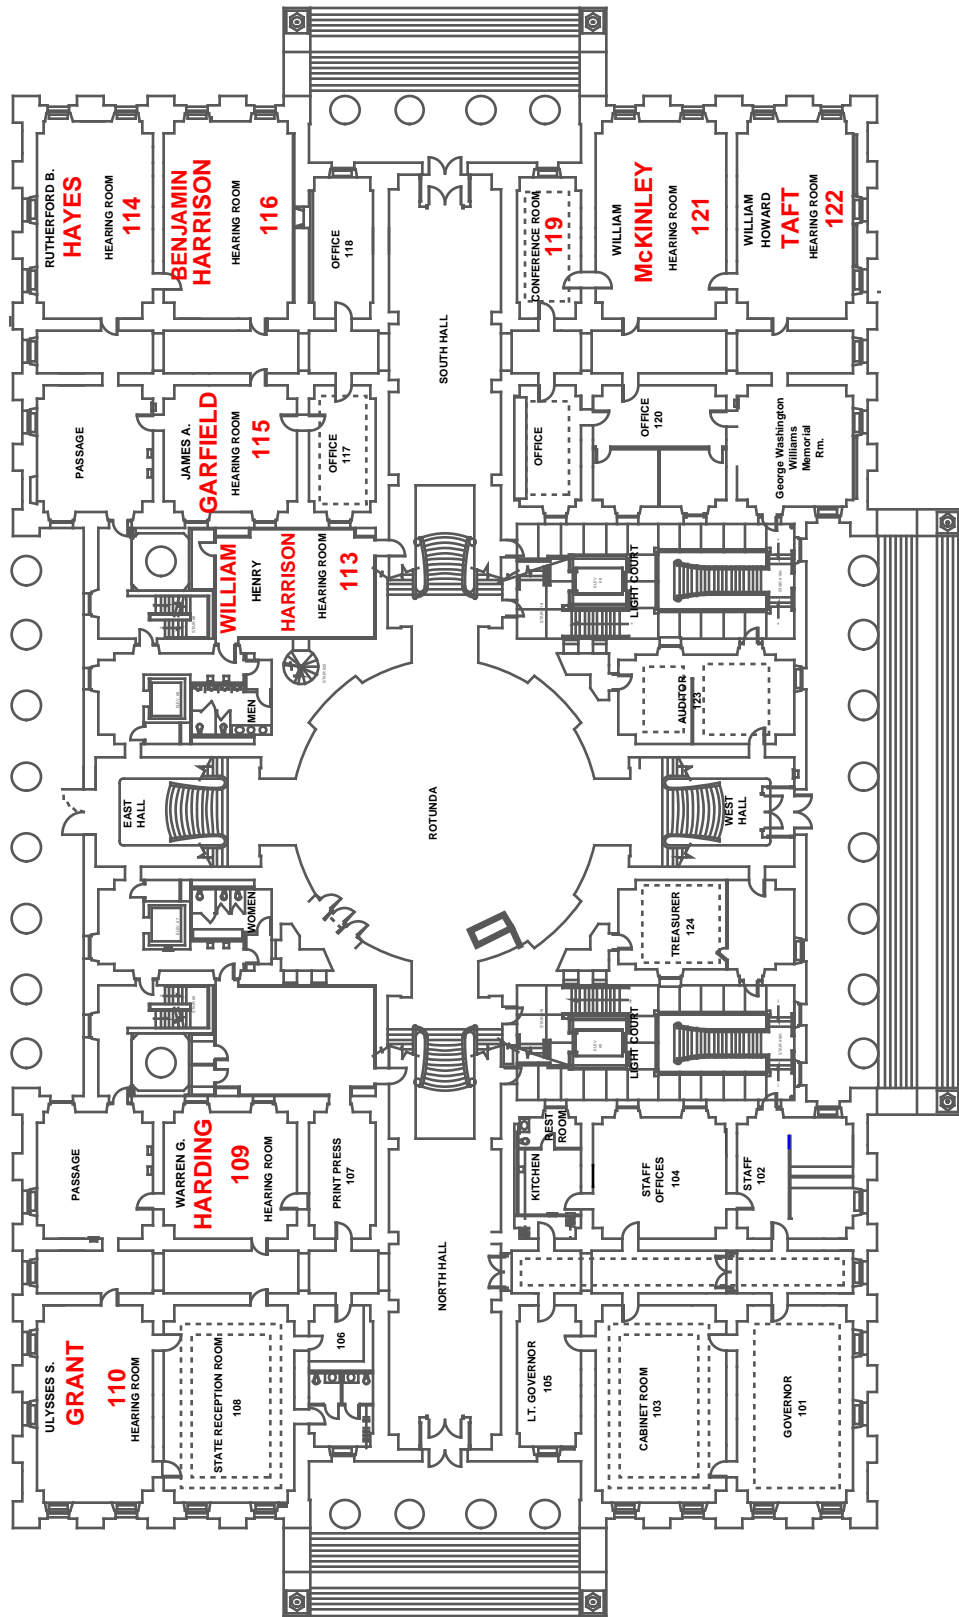 RUTHERFORD B.
HAYES
HEARING ROOM
114
BENJAMIN
HARRISON
HEARING ROOM
116
OFFICE
118
CONFERENCE ROOM
119
WILLIAM
McKINLEY
HEARING ROOM
121
WILLIAM
HOWARD
TAFT
HEARING ROOM
122
SOUTH HALL
PASSAGE
JAMES A.
GARFIELD
HEARING ROOM
115
OFFICE
117
OFFICE
OFFICE
120
George Washington
Williams
Memorial
Rm.
WILLIAM
HENRY
HARRISON
HEARING ROOM
113
LIGHT COURT
MEN
AUDITOR
123
EAST
HALL
ROTUNDA
WEST
HALL
WOMEN
TREASURER
124
LIGHT COURT
PASSAGE
WARREN G.
HARDING
109
HEARING ROOM
PRINT PRESS
107
KITCHEN
REST
ROOM
STAFF
OFFICES
104
STAFF
102
NORTH HALL
ULYSSES S.
GRANT
110
HEARING ROOM
STATE RECEPTION ROOM
108
106
LT. GOVERNOR
105
CABINET ROOM
103
GOVERNOR
101